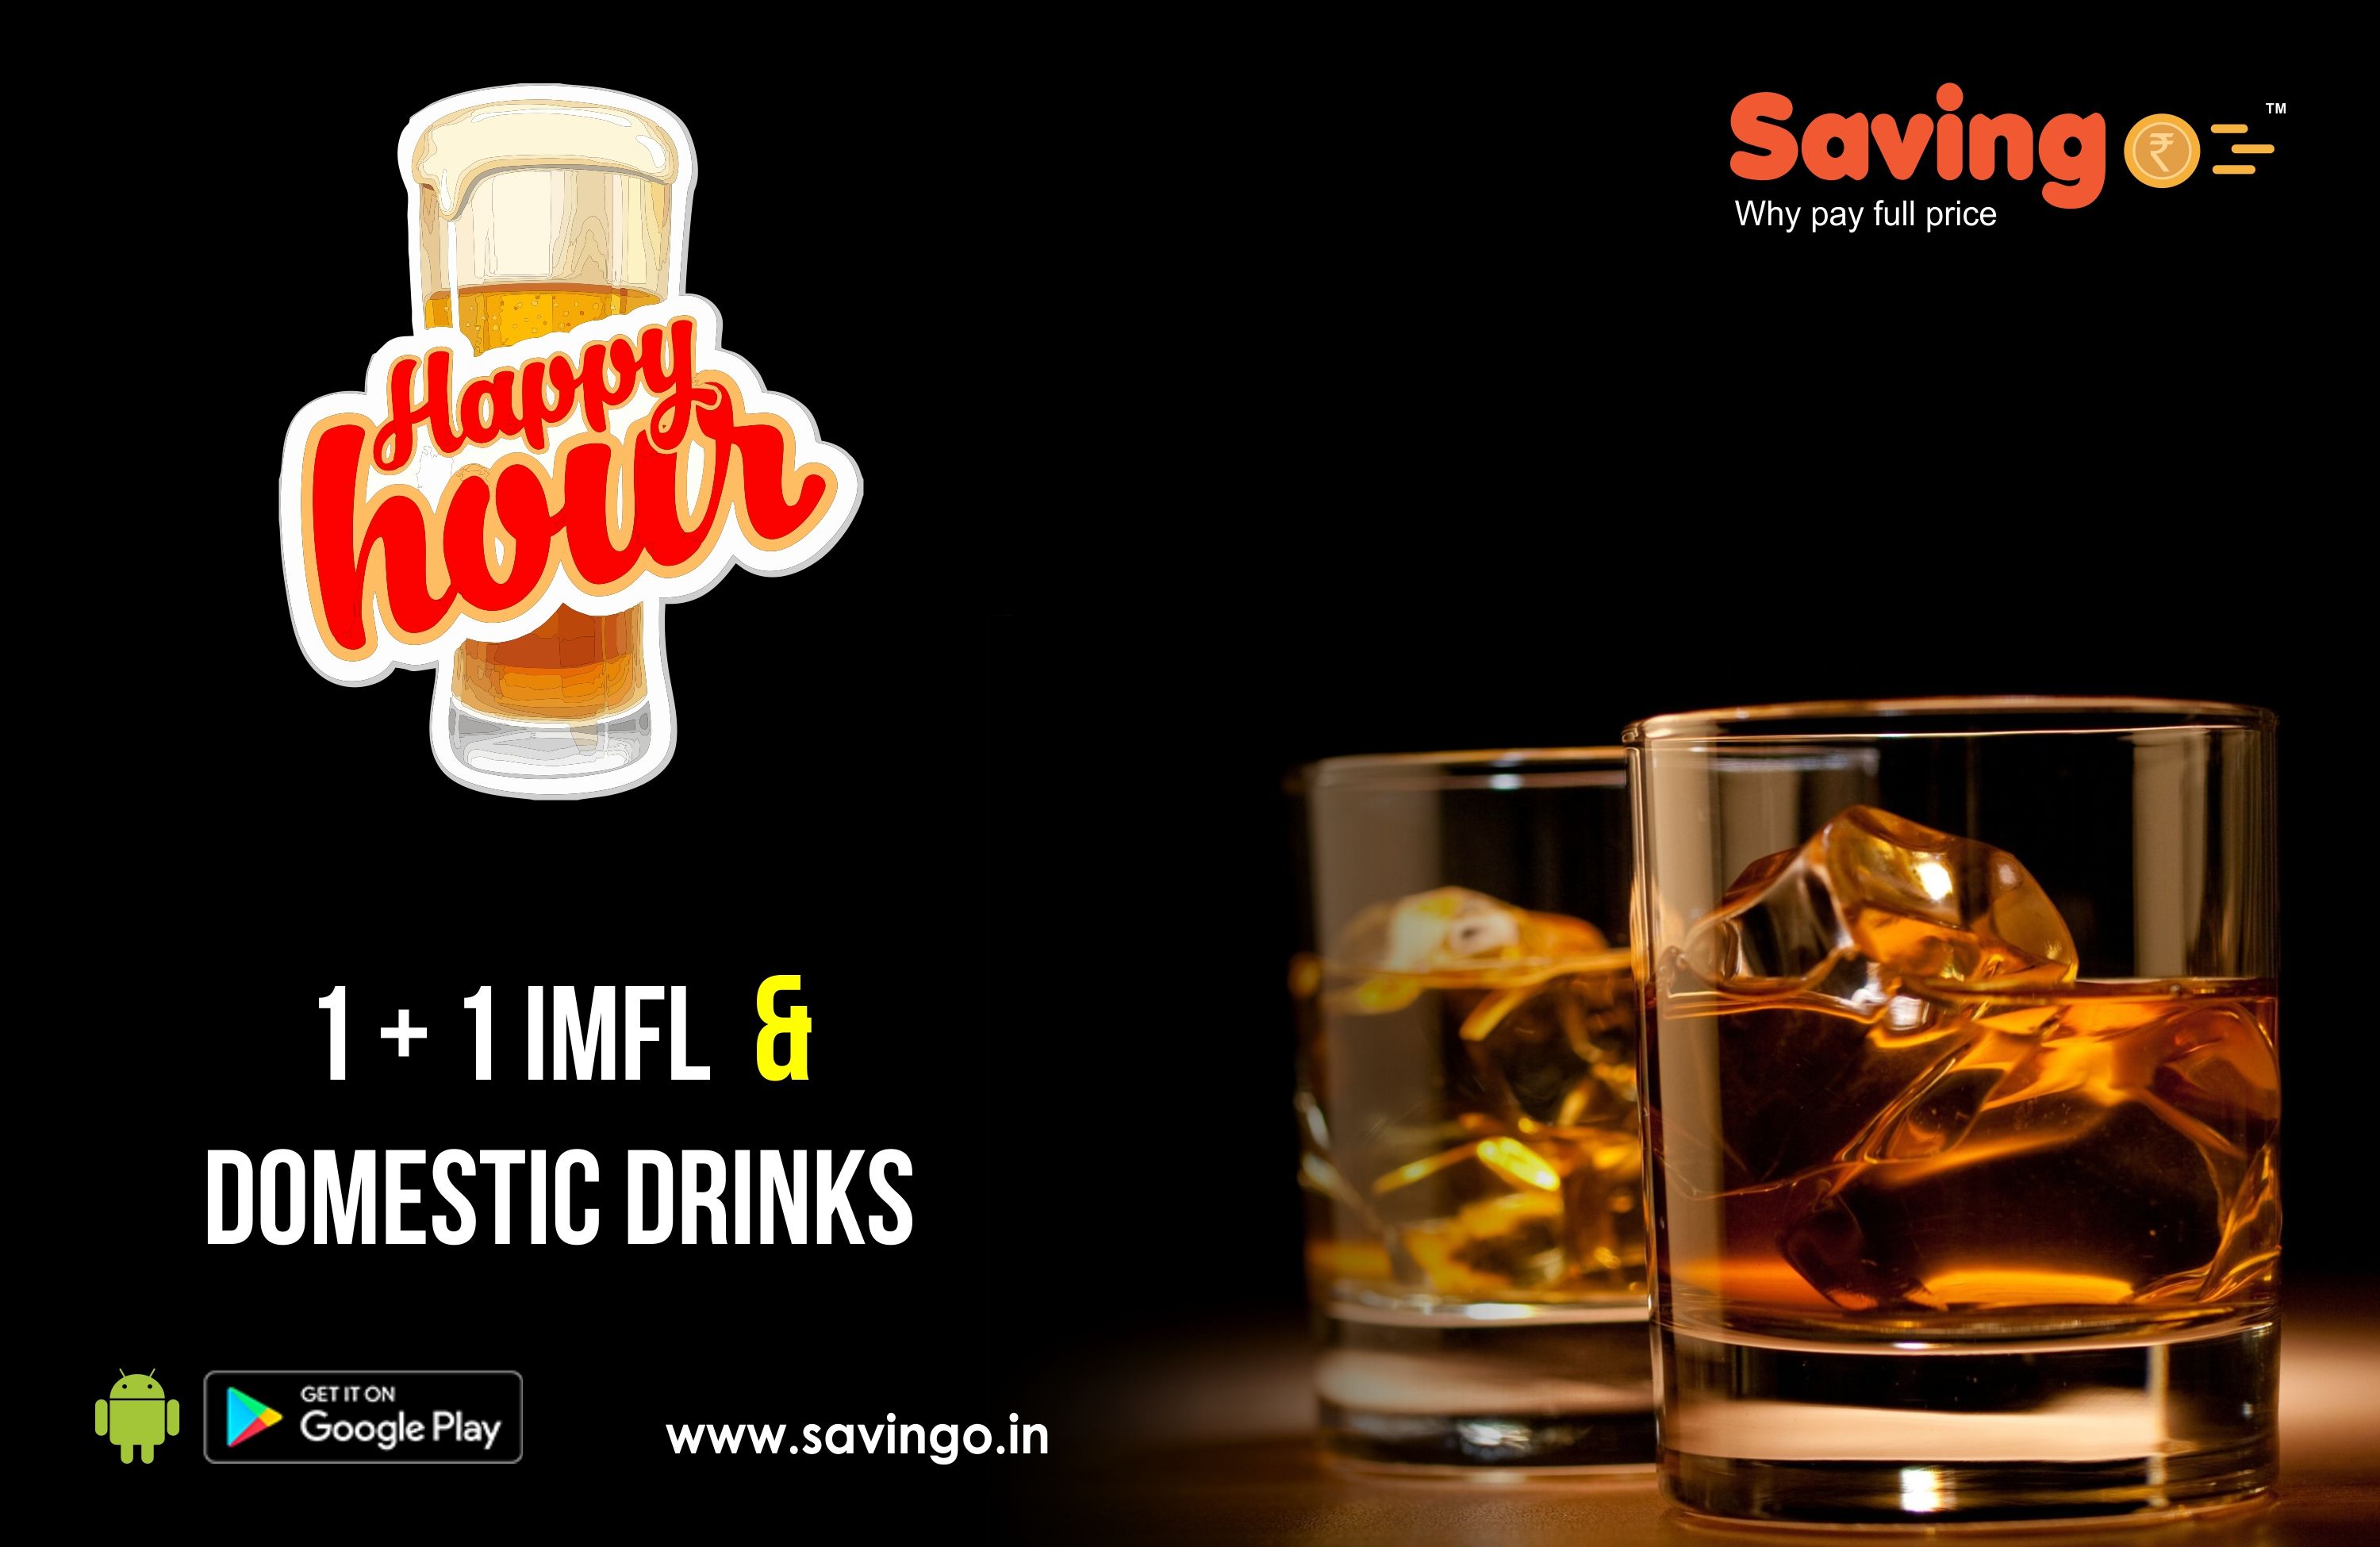 Saving₹ ™
Why pay full price
Happy
hour
1 + 1 IMFL &
DOMESTIC DRINKS
GET IT ON
Google Play
www.savingo.in